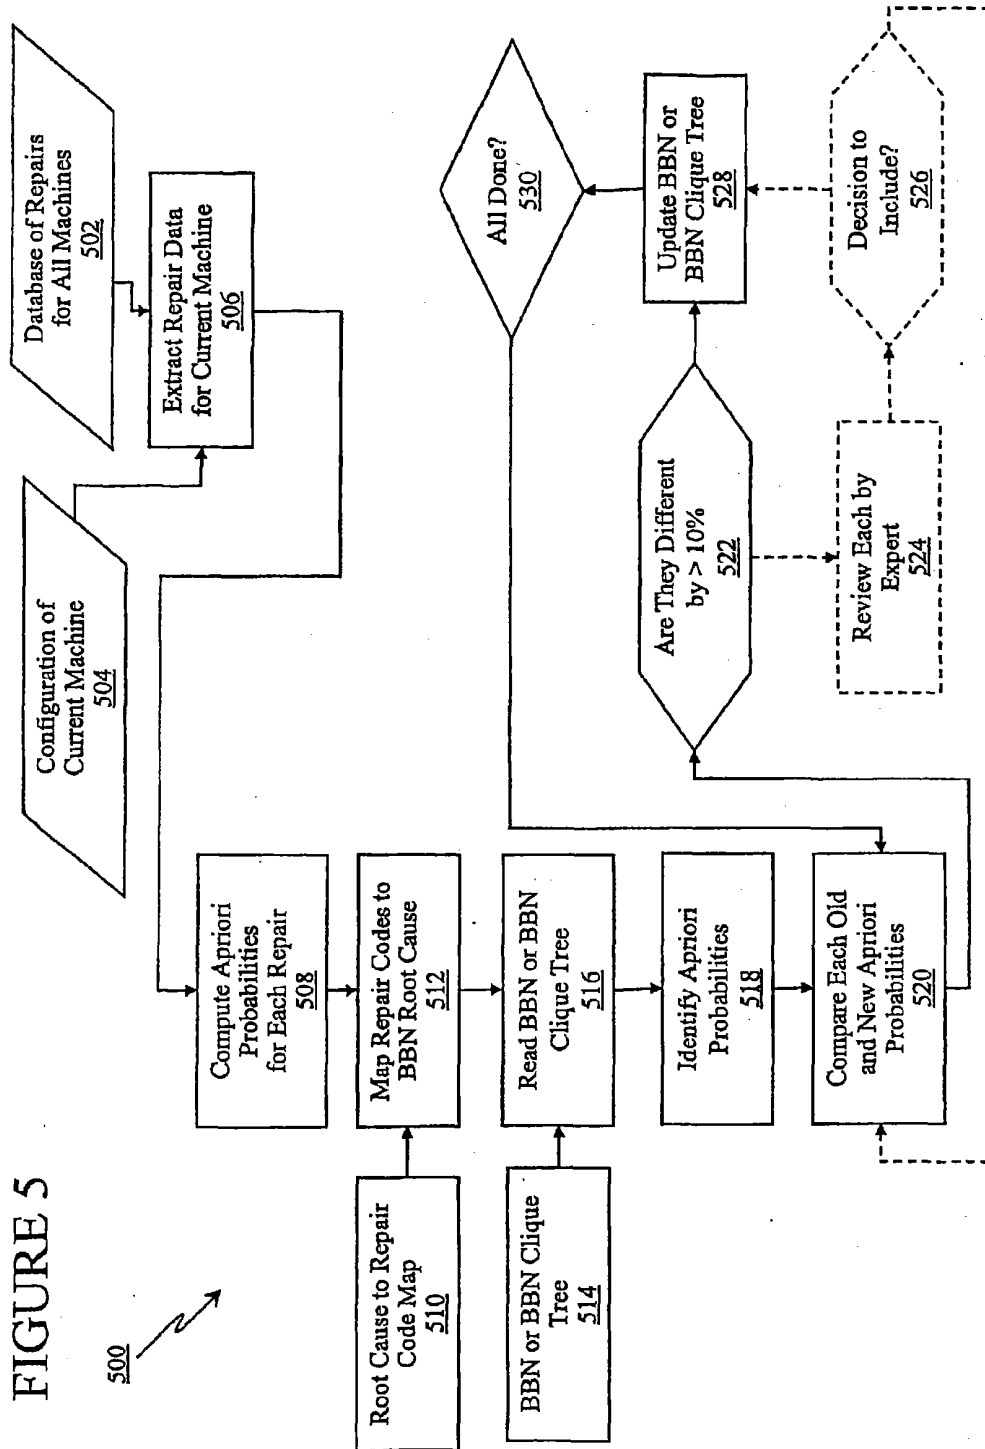 FIGURE 5
500
Database of Repairs
for All Machines
502
Configuration of
Current Machine
504
Extract Repair Data
for Current Machine
506
Compute Apriori
Probabilities
for Each Repair
508
Root Cause to Repair
Code Map
510
Map Repair Codes to
BBN Root Cause
512
BBN or BBN Clique
Tree
514
Read BBN or BBN
Clique Tree
516
Identify Apriori
Probabilities
518
Compare Each Old
and New Apriori
Probabilities
520
Are They Different
by > 10%
522
Review Each by
Expert
524
Decision to
Include?
526
Update BBN or
BBN Clique Tree
528
All Done?
530